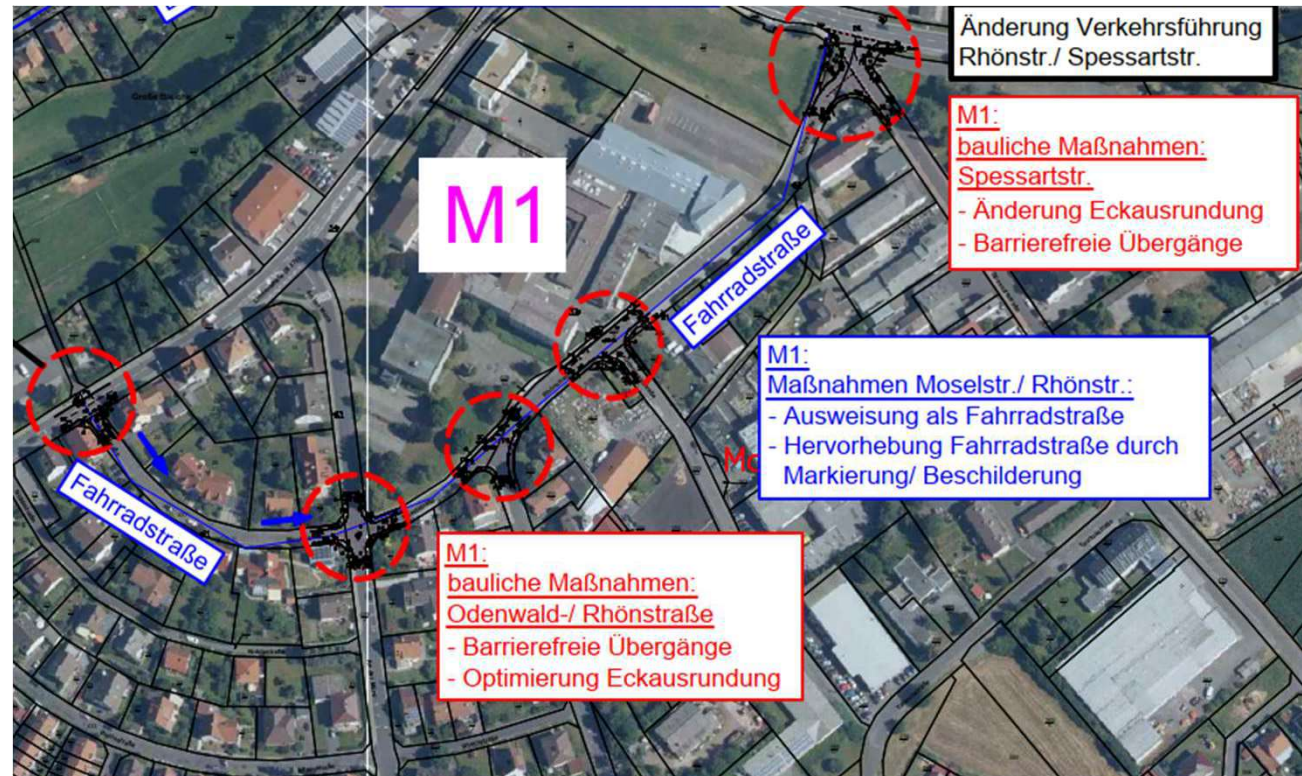 Änderung Verkehrsführung
Rhönstr./ Spessartstr.
M1:
bauliche Maßnahmen:
Spessartstr.
- Änderung Eckausrundung
- Barrierefreie Übergänge
M1
Fahrradstraße
M1:
Maßnahmen Moselstr./ Rhönstr.:
- Ausweisung als Fahrradstraße
- Hervorhebung Fahrradstraße durch
Markierung/ Beschilderung
Fahrradstraße
M1:
bauliche Maßnahmen:
Odenwald-/ Rhönstraße
- Barrierefreie Übergänge
- Optimierung Eckausrundung